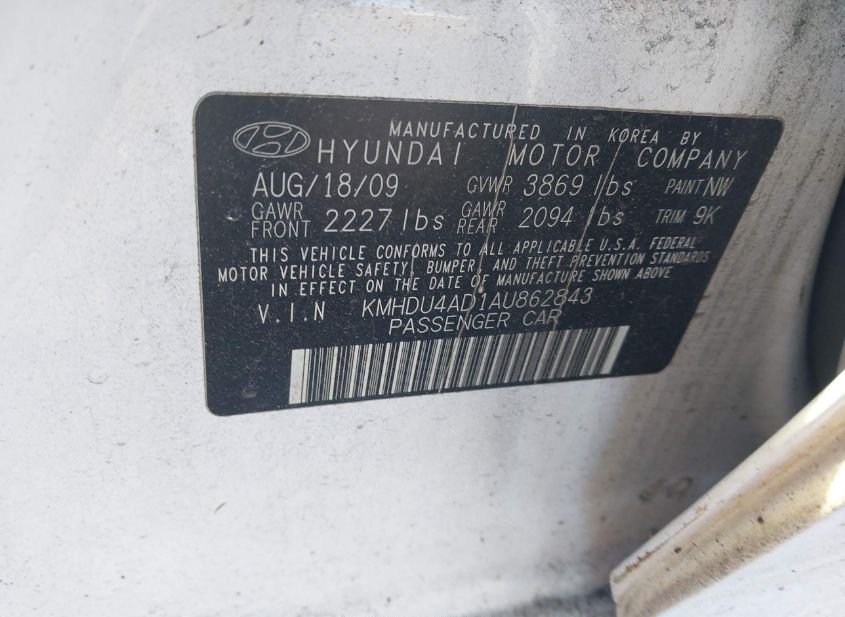 MANUFACTURED IN KOREA BY
HYUNDAI MOTOR COMPANY
AUG/18/09 GVWR 3869 lbs PAINT NW
GAWR FRONT 2227 lbs GAWR REAR 2094 lbs TRIM 9K
THIS VEHICLE CONFORMS TO ALL APPLICABLE U.S.A. FEDERAL
MOTOR VEHICLE SAFETY, BUMPER, AND THEFT PREVENTION STANDARDS
IN EFFECT ON THE DATE OF MANUFACTURE SHOWN ABOVE
V.I.N KMHDU4AD1AU862843
PASSENGER CAR